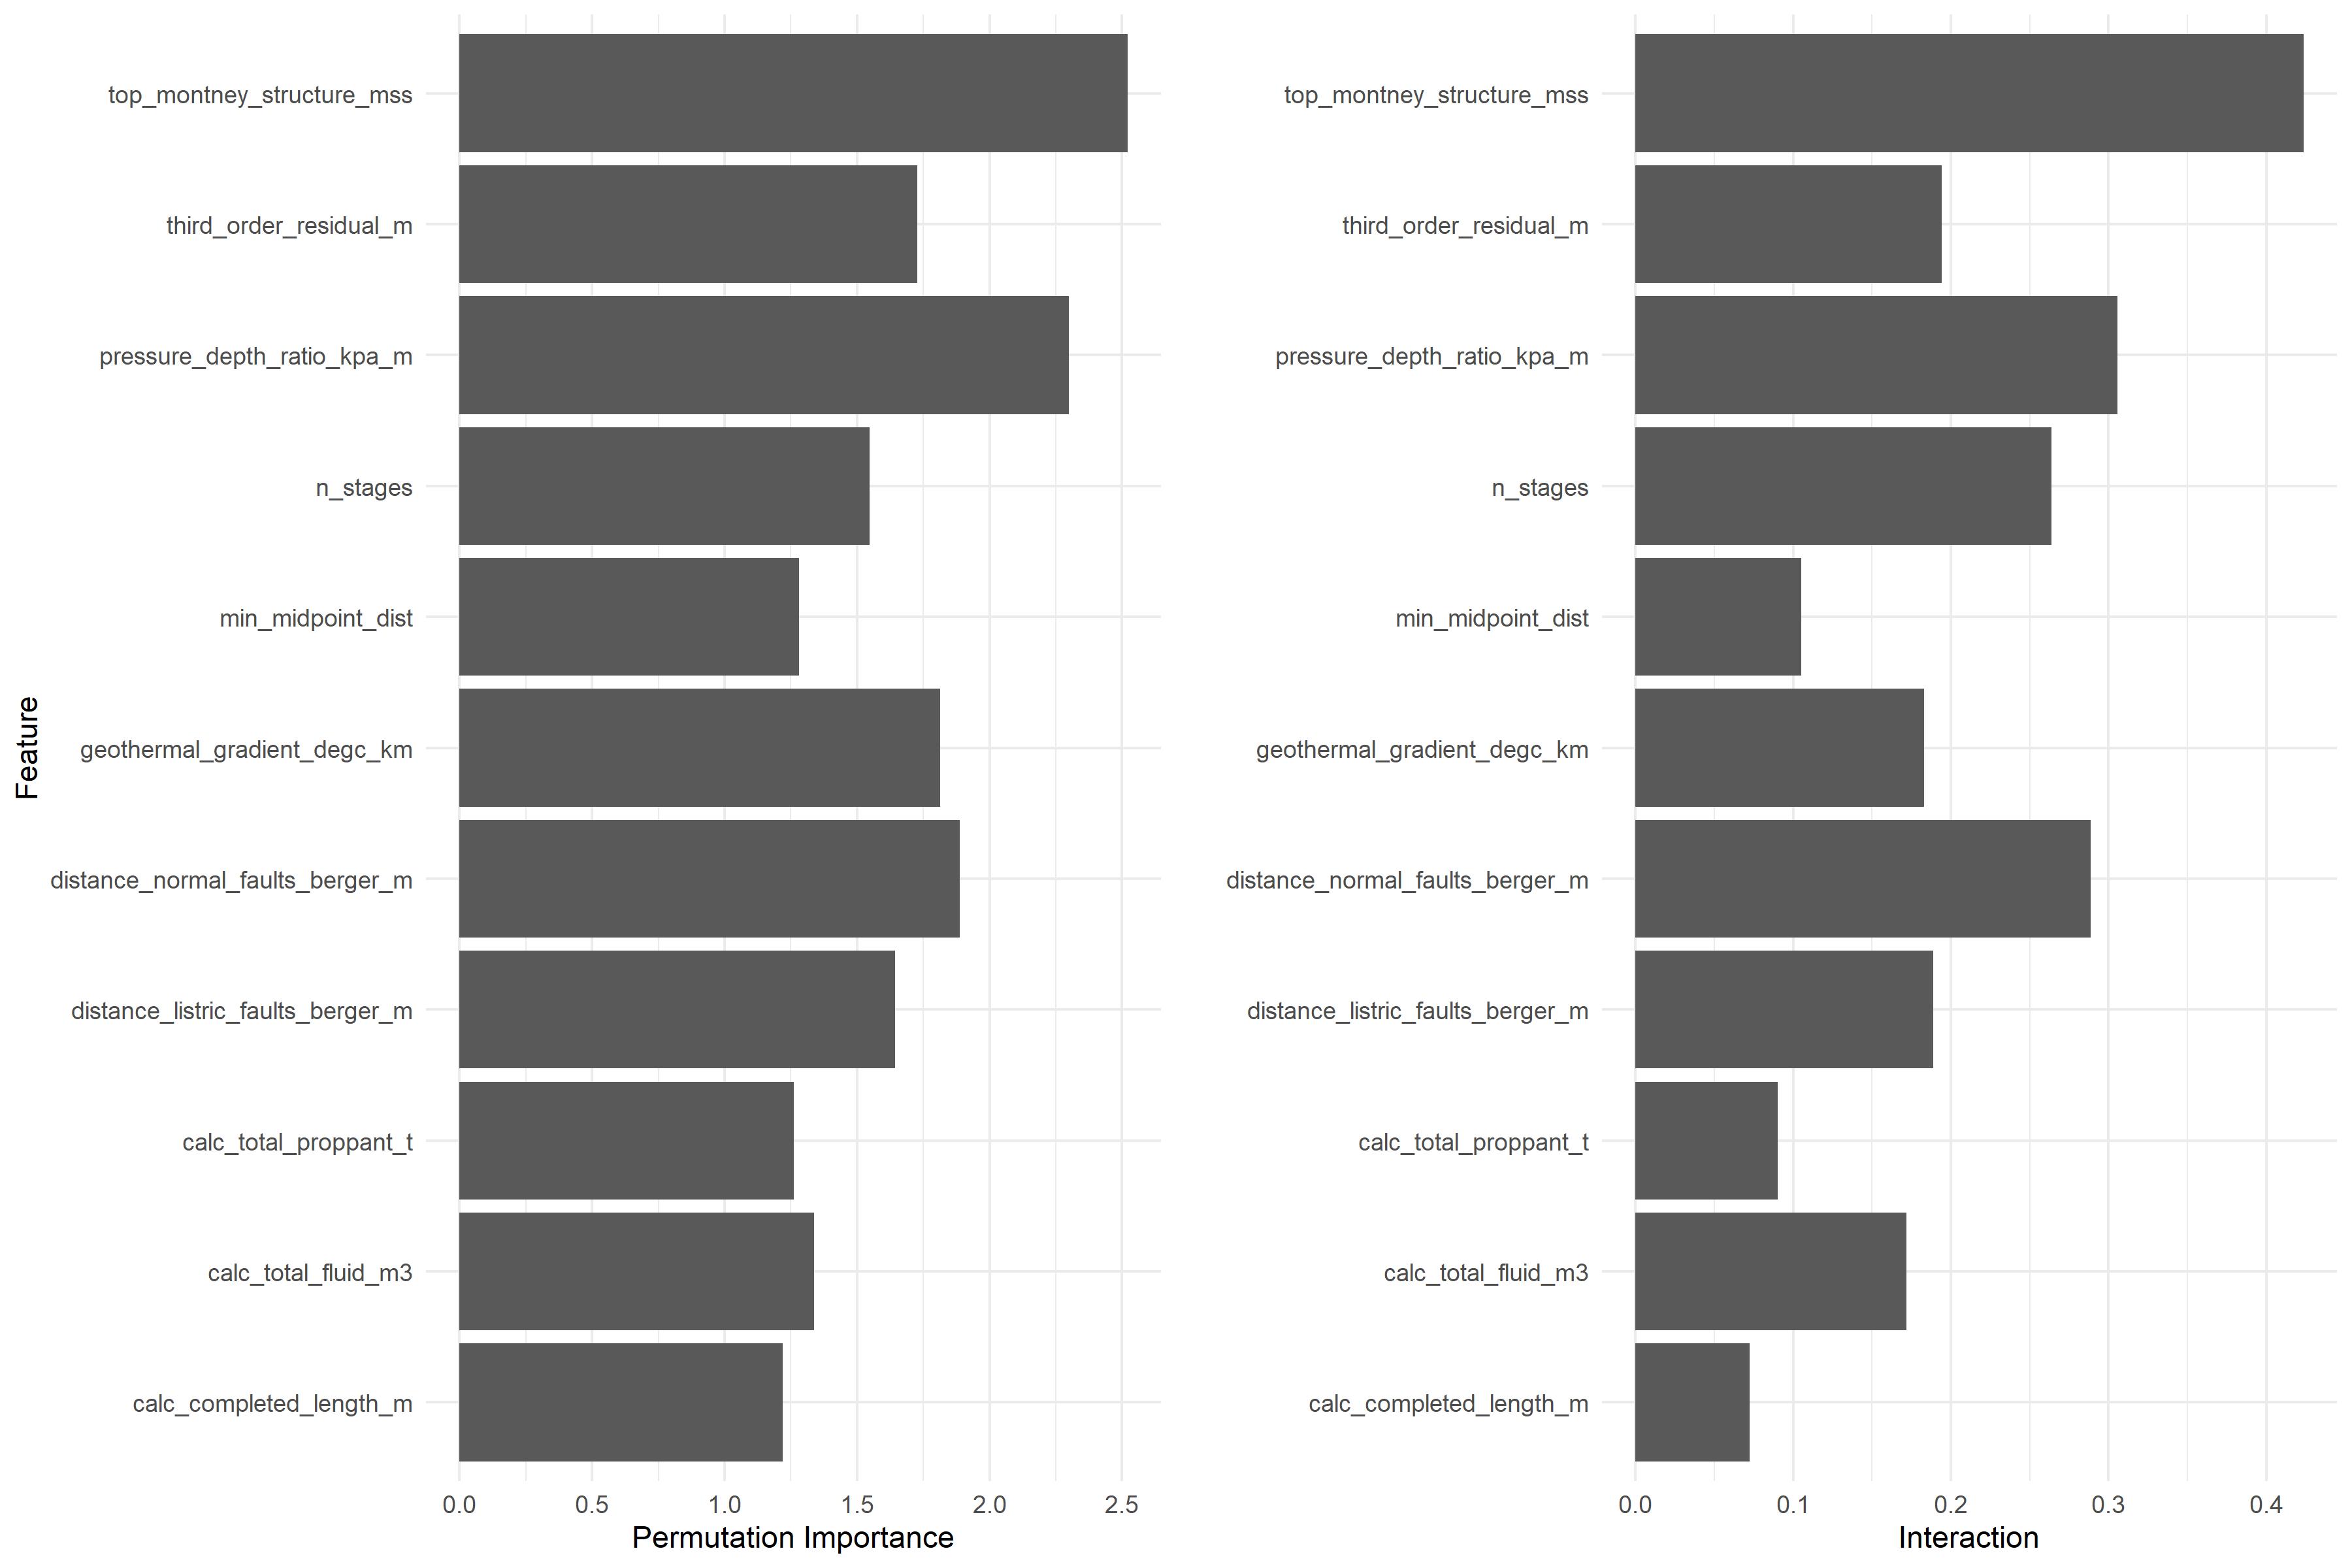 Feature
top_montney_structure_mss
third_order_residual_m
pressure_depth_ratio_kpa_m
n_stages
min_midpoint_dist
geothermal_gradient_degc_km
distance_normal_faults_berger_m
distance_listric_faults_berger_m
calc_total_proppant_t
calc_total_fluid_m3
calc_completed_length_m
0.0 0.5 1.0 1.5 2.0 2.5
Permutation Importance
top_montney_structure_mss
third_order_residual_m
pressure_depth_ratio_kpa_m
n_stages
min_midpoint_dist
geothermal_gradient_degc_km
distance_normal_faults_berger_m
distance_listric_faults_berger_m
calc_total_proppant_t
calc_total_fluid_m3
calc_completed_length_m
0.0 0.1 0.2 0.3 0.4
Interaction